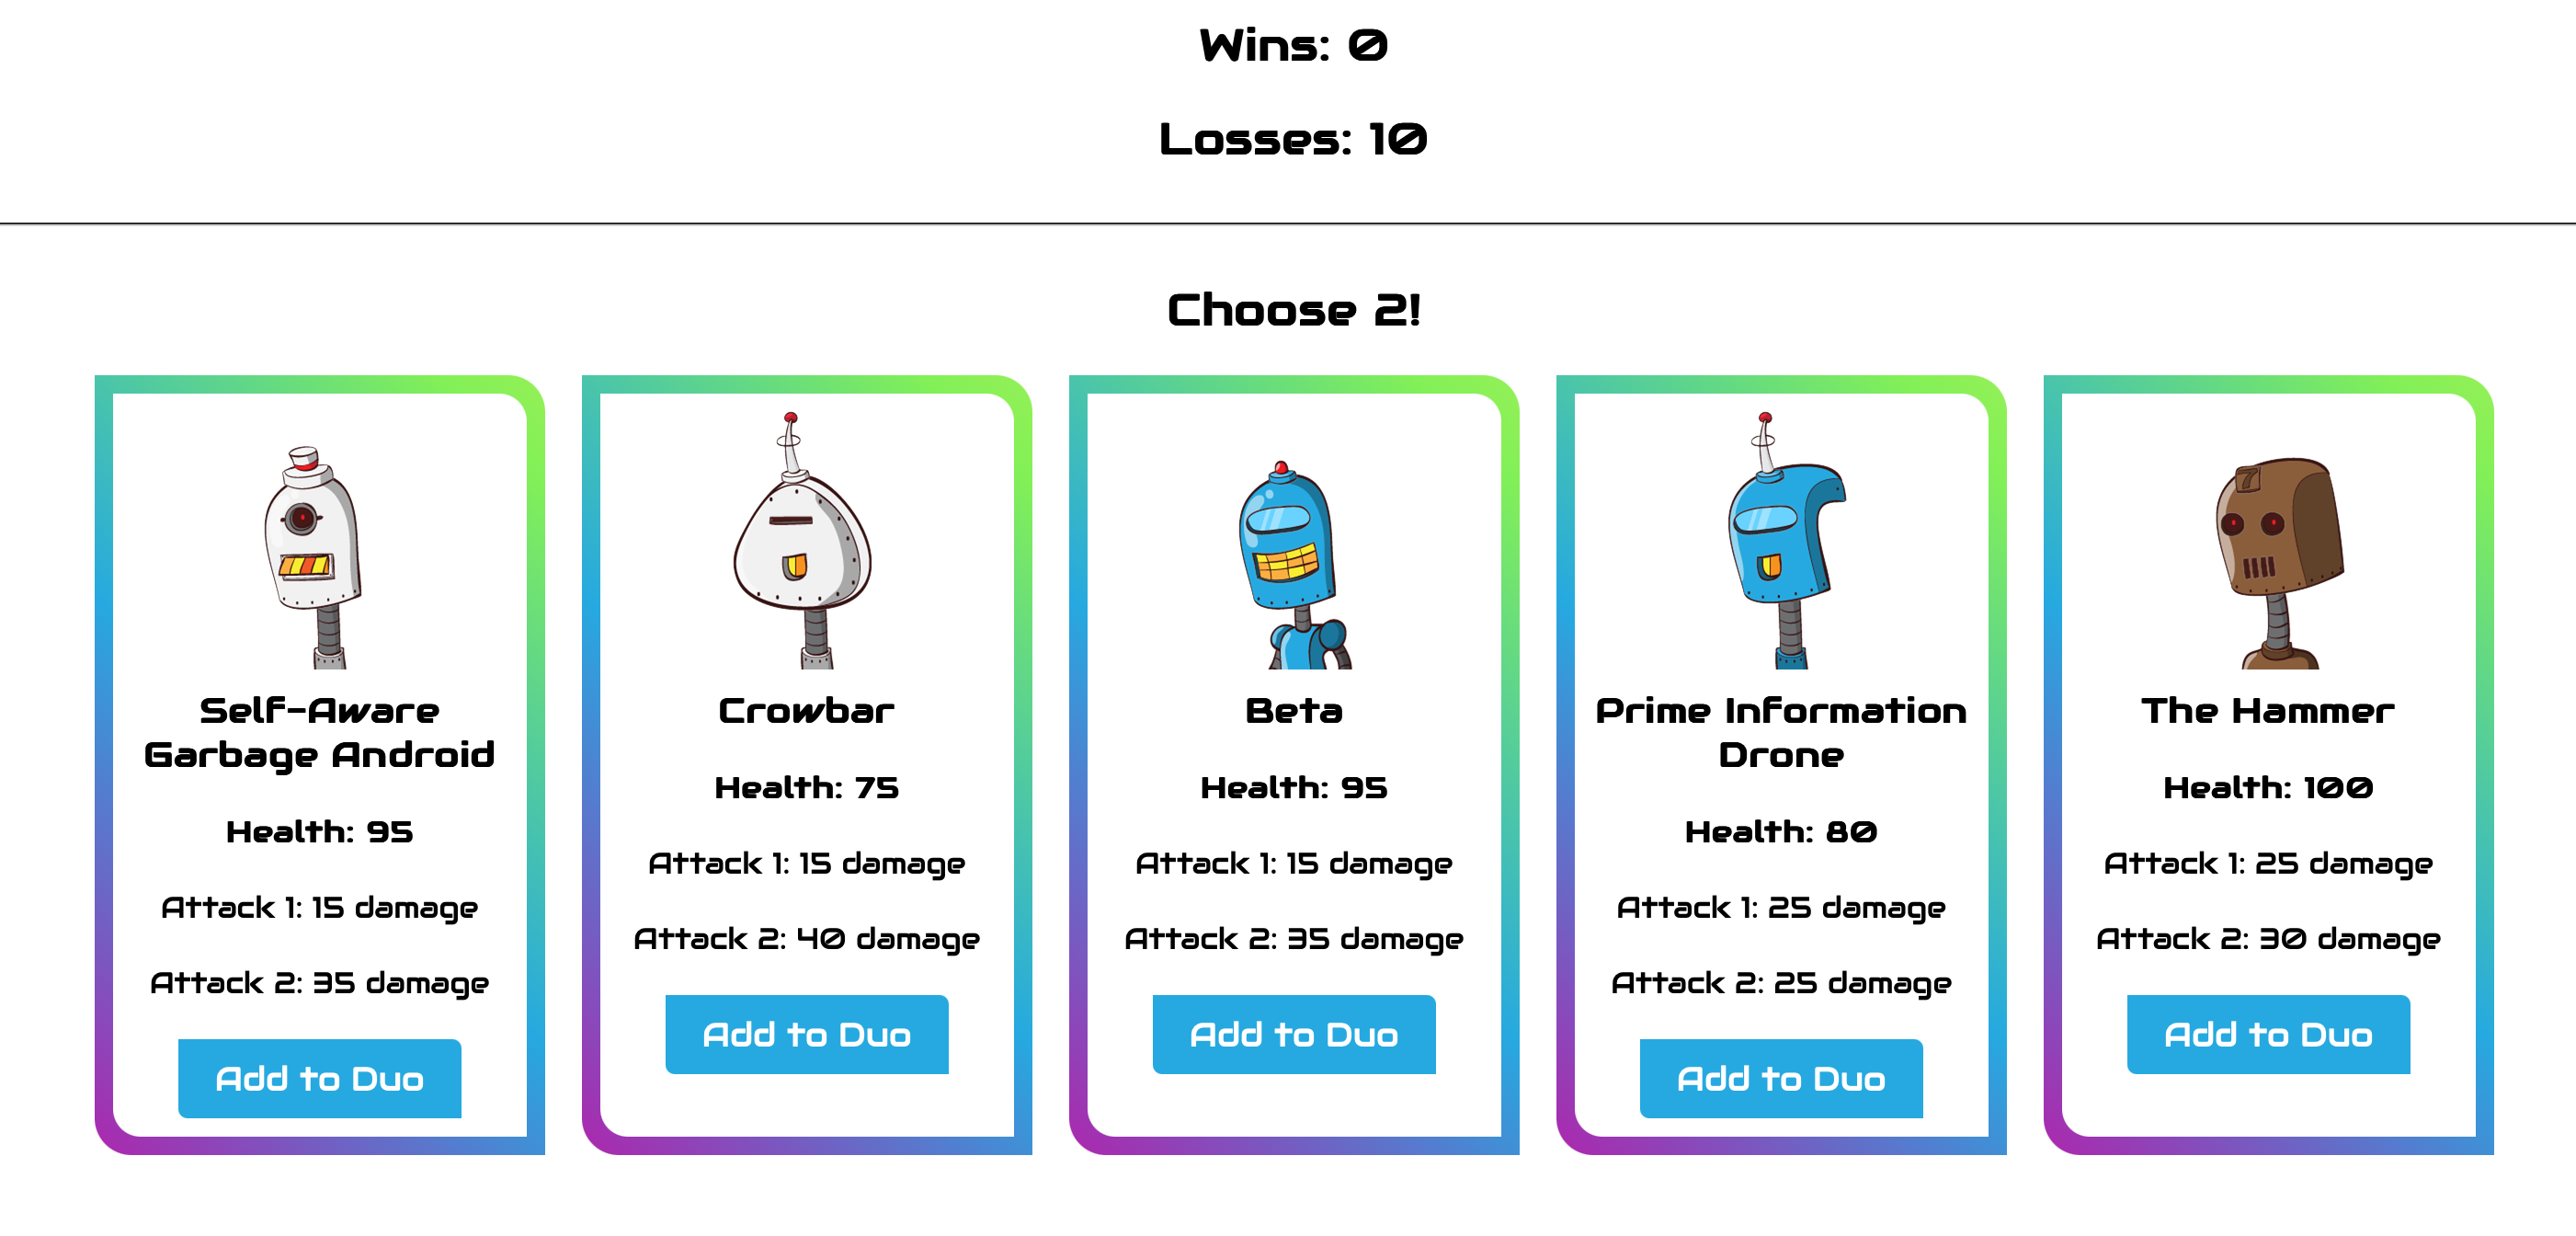 Wins: 0
Losses: 10
Choose 2!
Self-Aware
Garbage Android
Health: 95
Attack 1: 15 damage
Attack 2: 35 damage
Add to Duo
Crowbar
Health: 75
Attack 1: 15 damage
Attack 2: 40 damage
Add to Duo
Beta
Health: 95
Attack 1: 15 damage
Attack 2: 35 damage
Add to Duo
Prime Information
Drone
Health: 80
Attack 1: 25 damage
Attack 2: 25 damage
Add to Duo
7
The Hammer
Health: 100
Attack 1: 25 damage
Attack 2: 30 damage
Add to Duo